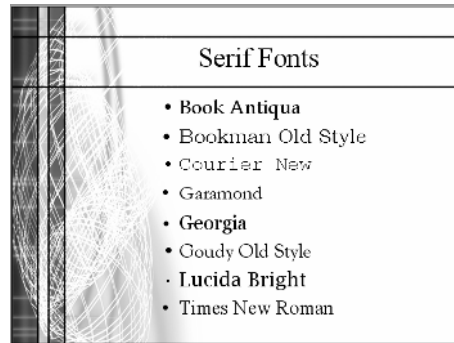 Serif Fonts
• Book Antiqua
• Bookman Old Style
• Courier New
• Garamond
• Georgia
• Goudy Old Style
• Lucida Bright
• Times New Roman